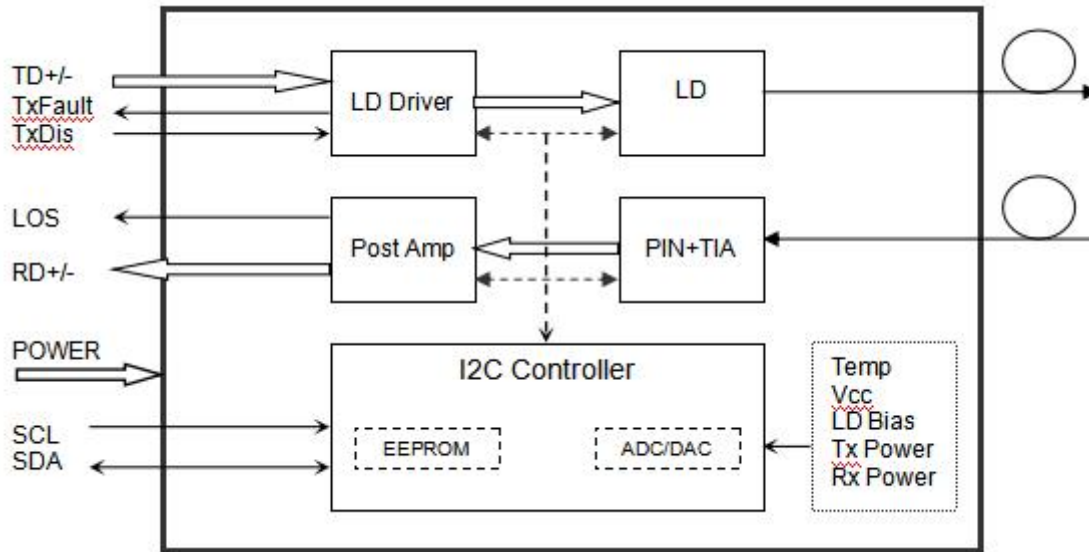 TD+/-
TxFault
TxDis
LD Driver
LD
LOS
RD+/-
Post Amp
PIN+TIA
POWER
SCL
SDA
I2C Controller
EEPROM
ADC/DAC
Temp
Vcc
LD Bias
Tx Power
Rx Power